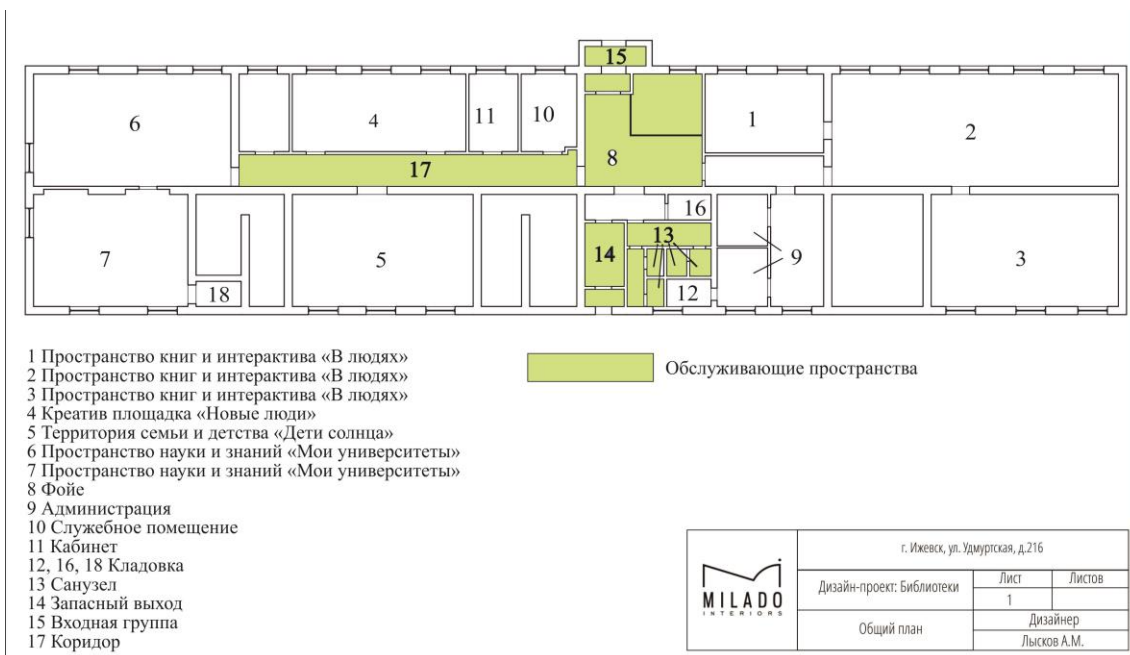 15
6
4
11
10
1
2
8
17
16
13
14
7
18
5
12
9
3
1 Пространство книг и интерактива «В людях»
2 Пространство книг и интерактива «В людях»
3 Пространство книг и интерактива «В людях»
4 Креатив площадка «Новые люди»
5 Территория семьи и детства «Дети солнца»
6 Пространство науки и знаний «Мои университеты»
7 Пространство науки и знаний «Мои университеты»
8 Фойе
9 Администрация
10 Служебное помещение
11 Кабинет
12, 16, 18 Кладовка
13 Санузел
14 Запасный выход
15 Входная группа
17 Коридор
Обслуживающие пространства
MILADO
INTERIORS
г. Ижевск, ул. Удмуртская, д.216
Дизайн-проект: Библиотеки
Лист
Листов
1
Общий план
Дизайнер
Лысков А.М.